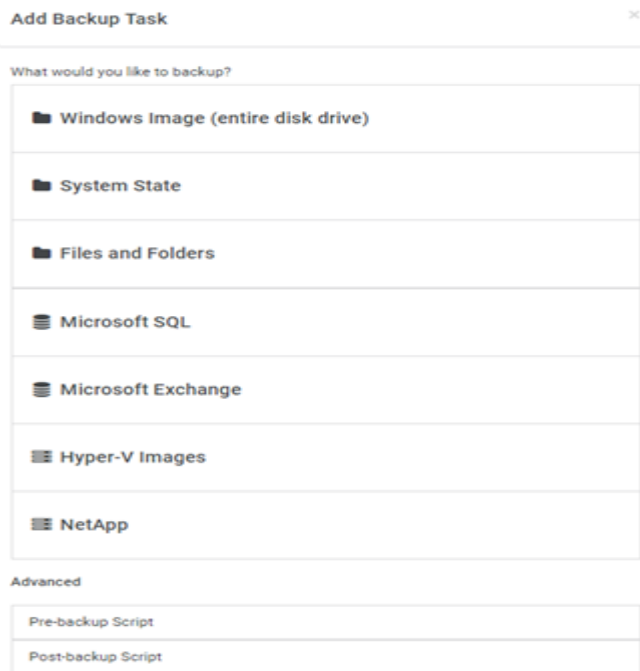 Add Backup Task
What would you like to backup?
Windows Image (entire disk drive)
System State
Files and Folders
Microsoft SQL
Microsoft Exchange
Hyper-V Images
NetApp
Advanced
Pre-backup Script
Post-backup Script